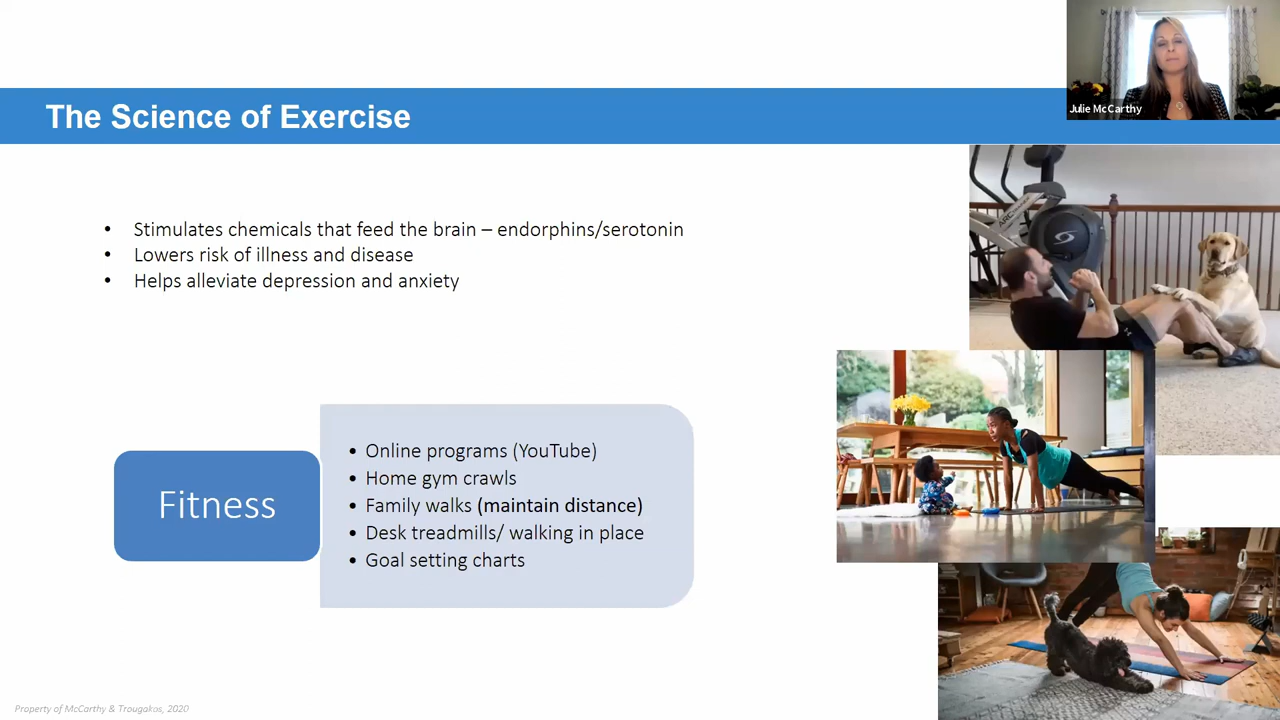 Julie McCarthy
The Science of Exercise
• Stimulates chemicals that feed the brain – endorphins/serotonin
• Lowers risk of illness and disease
• Helps alleviate depression and anxiety
Fitness
• Online programs (YouTube)
• Home gym crawls
• Family walks (maintain distance)
• Desk treadmills/ walking in place
• Goal setting charts
Property of McCarthy & Trougakos, 2020